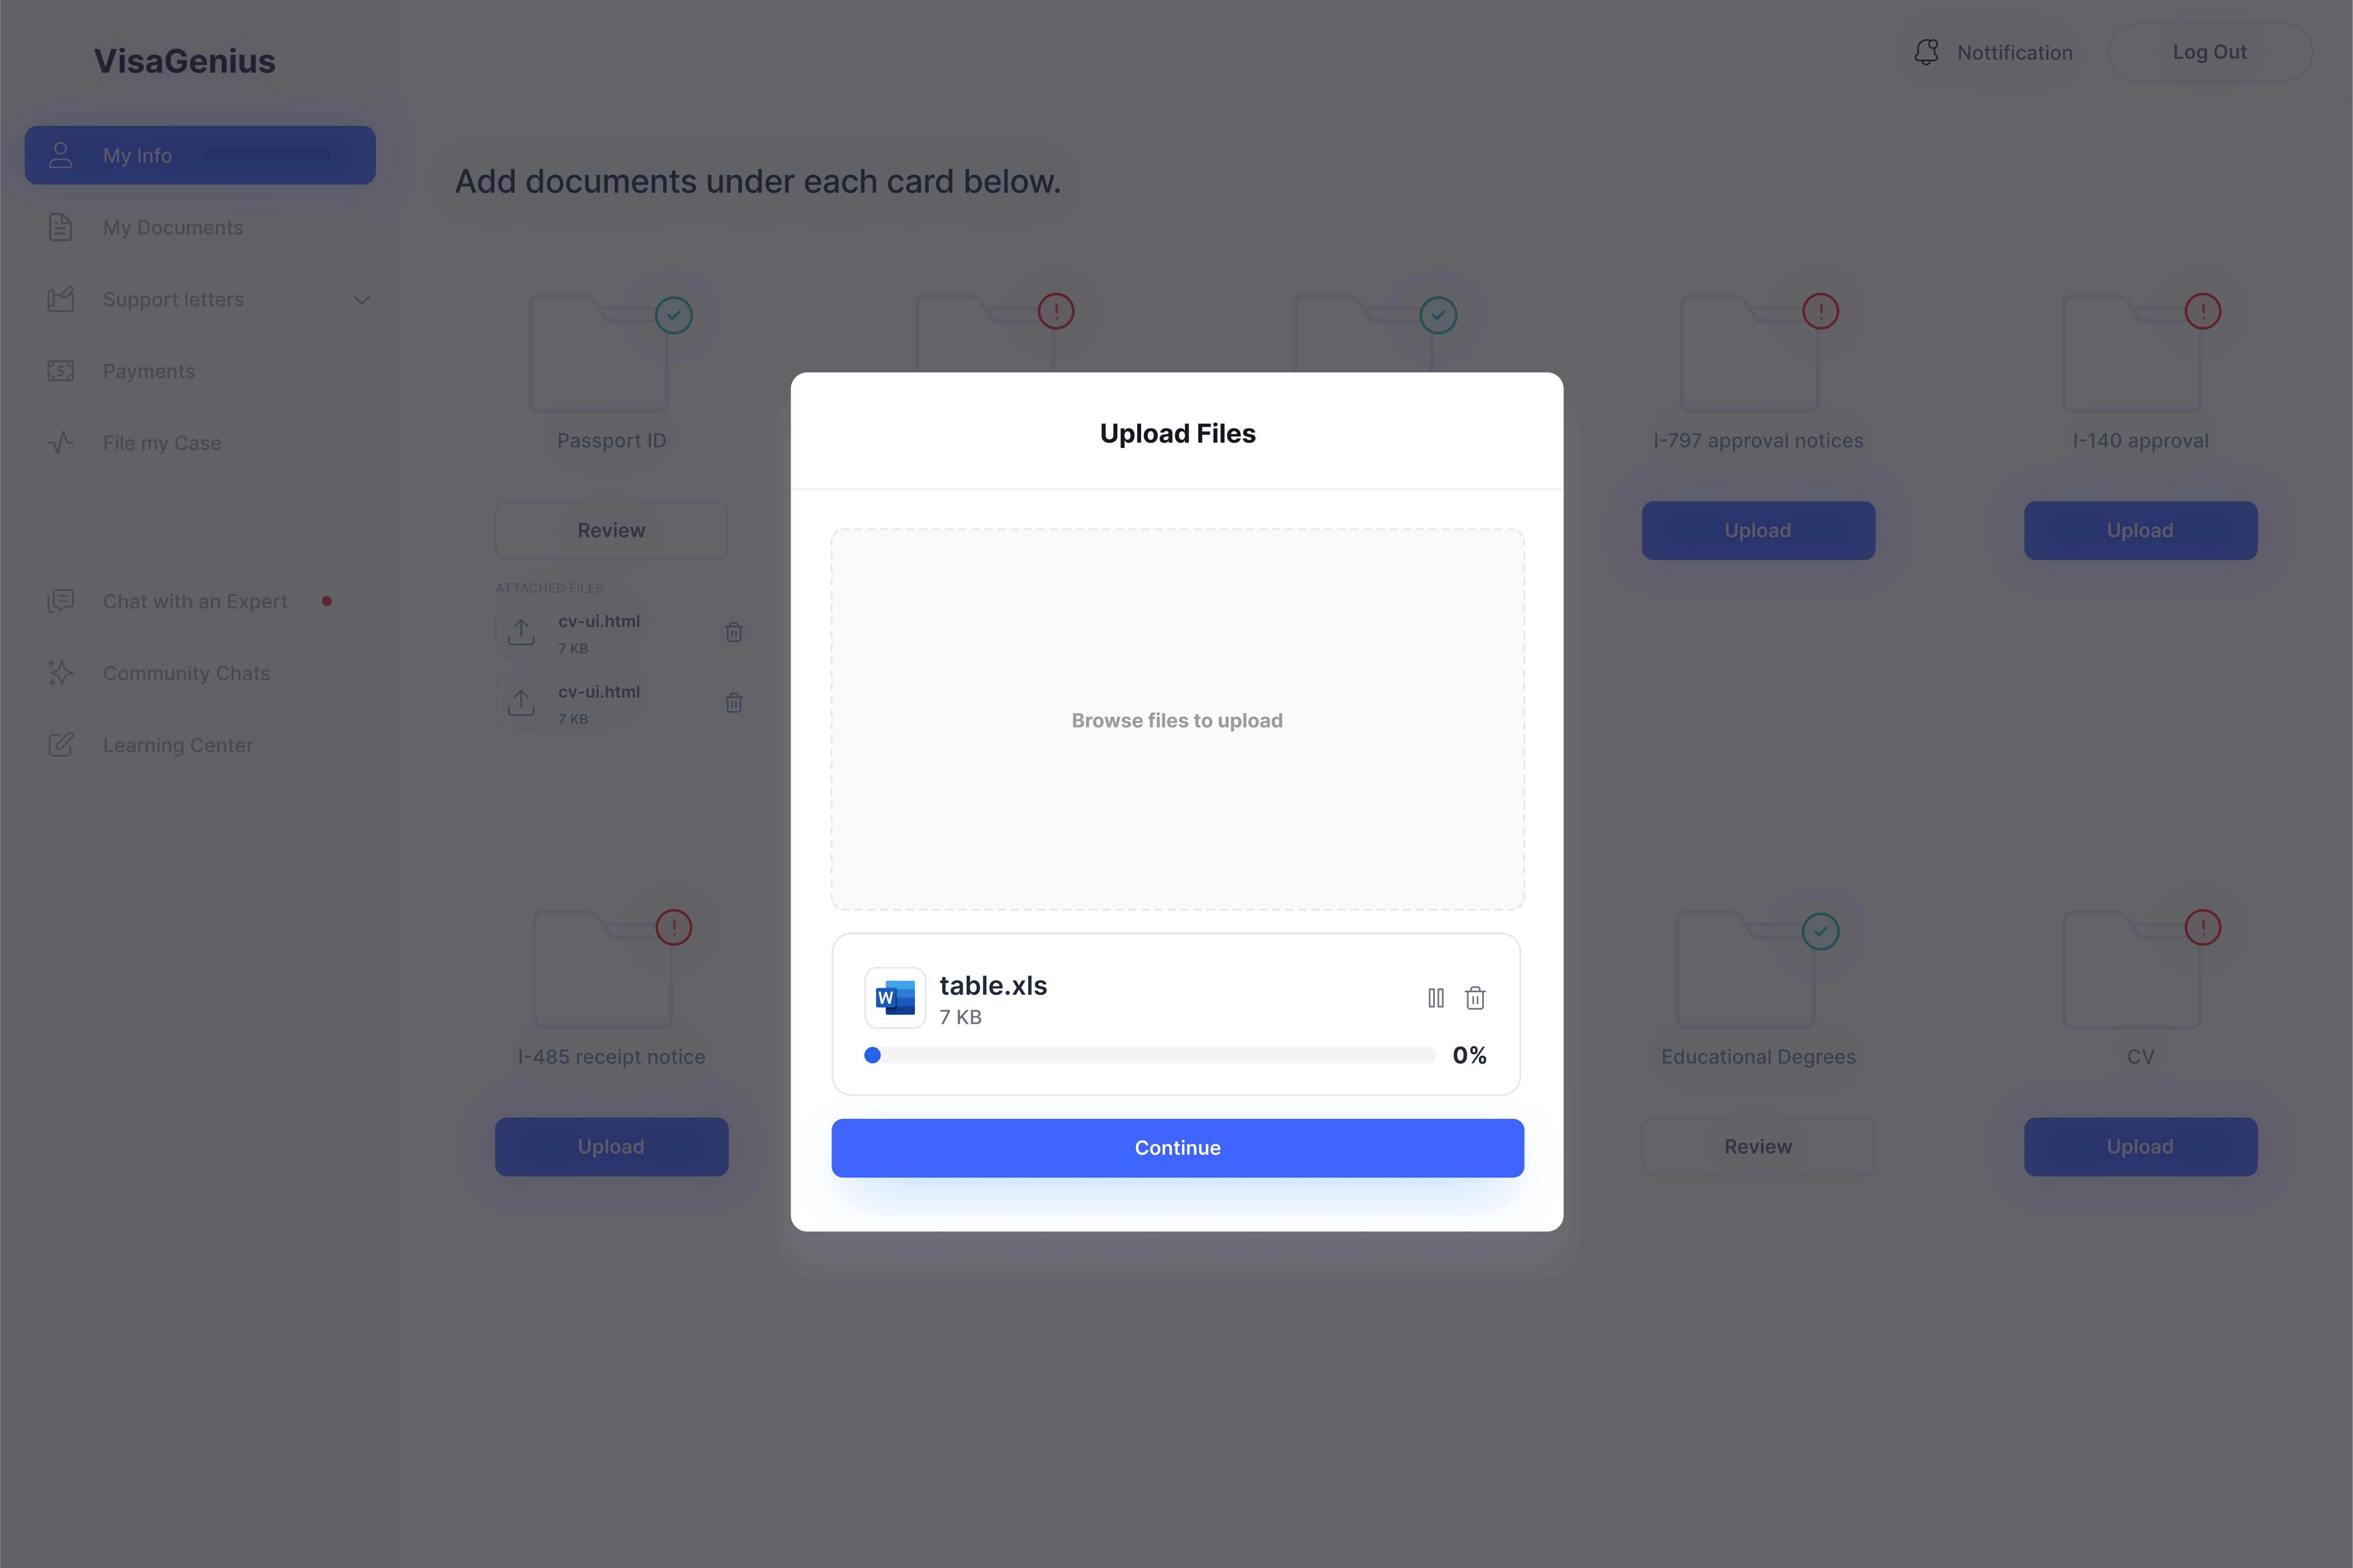 VisaGenius
Nottification
Log Out
My Info
My Documents
Support letters
Payments
File my Case
Chat with an Expert
Community Chats
Learning Center
Add documents under each card below.
Passport ID
I-797 approval notices
I-140 approval
Review
Upload
Upload
ATTACHED FILES
cv-ui.html
7 KB
cv-ui.html
7 KB
Upload Files
Browse files to upload
W
table.xls
7 KB
0%
Continue
I-485 receipt notice
Educational Degrees
CV
Upload
Review
Upload